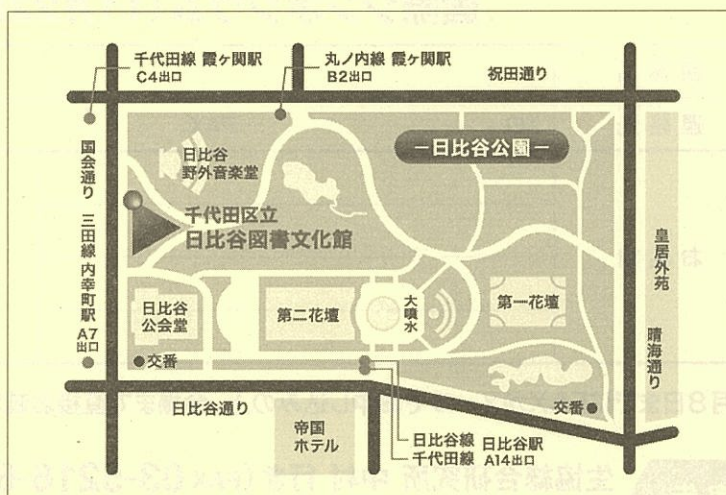 千代田線 霞ヶ関駅
C4出口
丸ノ内線 霞ヶ関駅
B2出口
祝田通り
国会通り
日比谷
野外音楽堂
－日比谷公園－
千代田区立
日比谷図書文化館
三田線 内幸町駅
A7
出口
日比谷
公会堂
第二花壇
大噴水
第一花壇
皇居外苑
晴海通り
交番
交番
日比谷通り
帝国
ホテル
日比谷線
千代田線
日比谷駅
A14出口